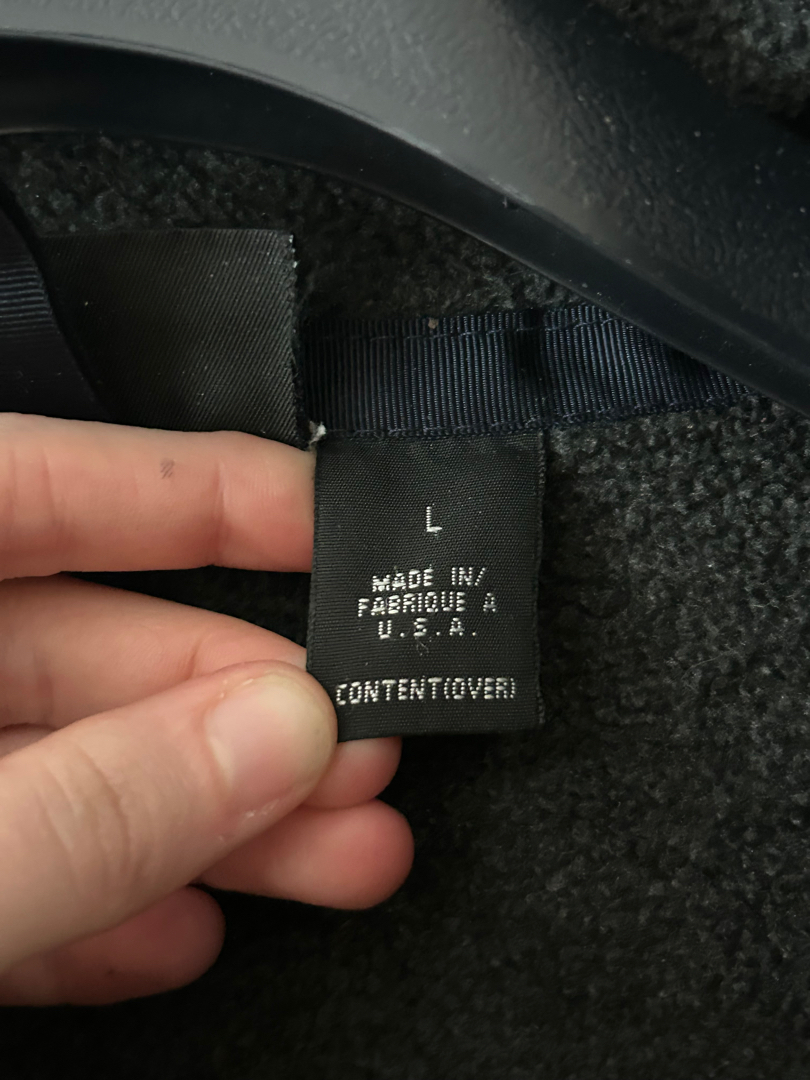 L
MADE IN/
FABRIQUE A
U.S.A.
CONTENT(OVER)